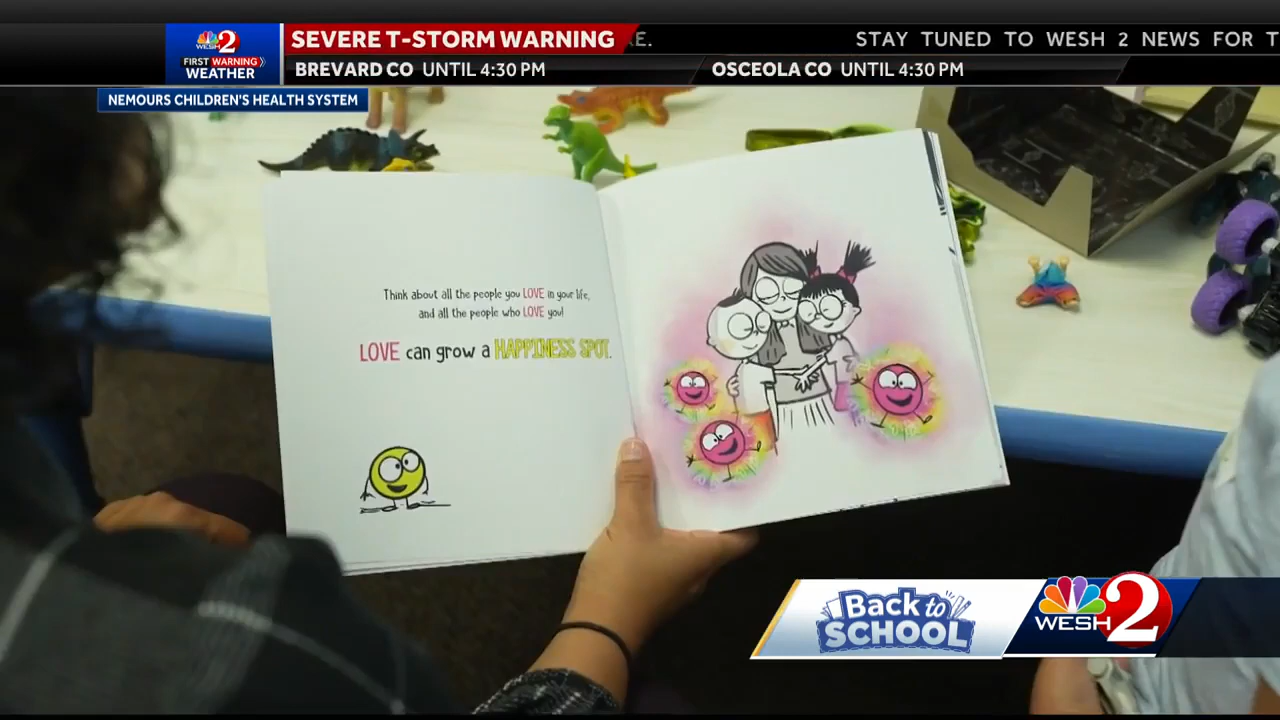 WESH 2
FIRST WARNING
WEATHER
SEVERE T-STORM WARNING
STAY TUNED TO WESH 2 NEWS FOR
BREVARD CO UNTIL 4:30 PM
OSCEOLA CO UNTIL 4:30 PM
NEMOURS CHILDREN'S HEALTH SYSTEM
Think about all the people you LOVE in your life,
and all the people who LOVE you!
LOVE can grow a HAPPINESS SPOT.
Back to
SCHOOL
WESH 2